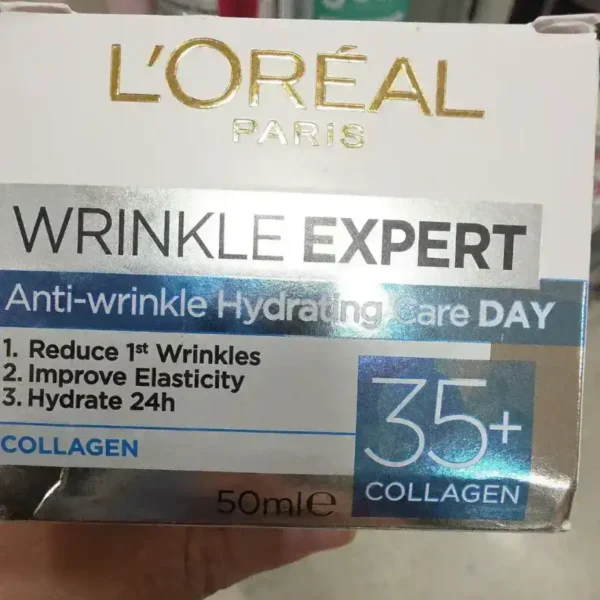 L'ORÉAL
PARIS
WRINKLE EXPERT
Anti-wrinkle Hydrating Care DAY
1. Reduce 1st Wrinkles
2. Improve Elasticity
3. Hydrate 24h
COLLAGEN
35+
COLLAGEN
50ml℮